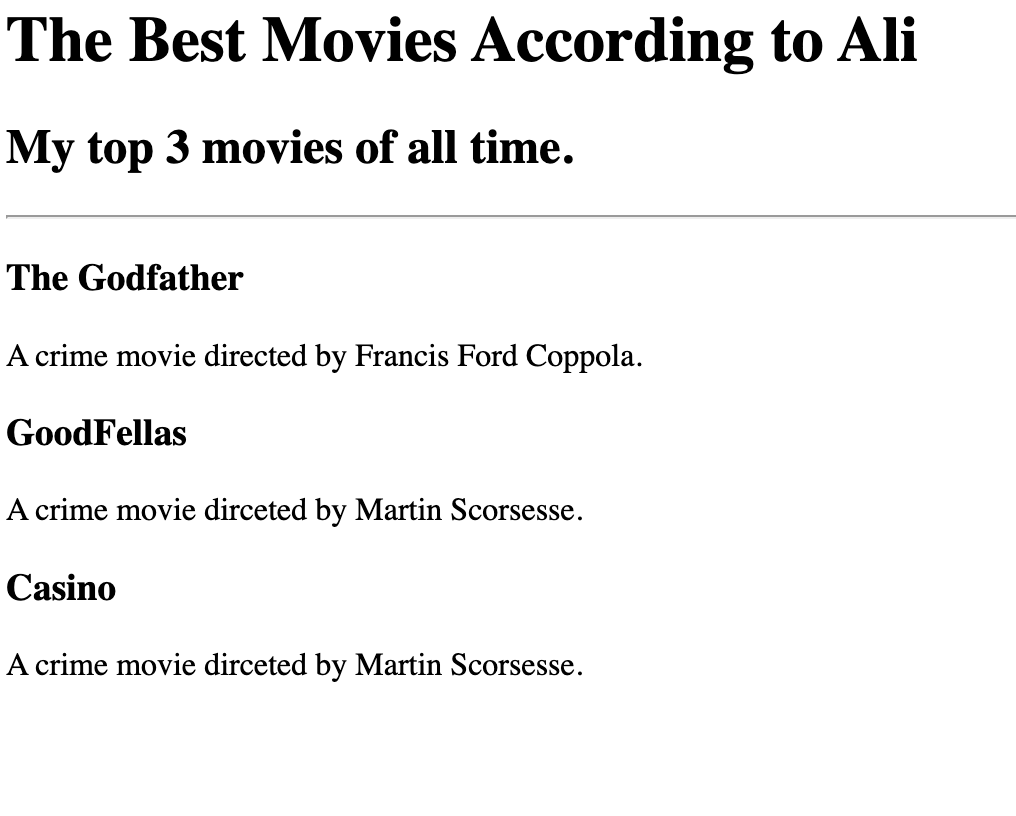 The Best Movies According to Ali
My top 3 movies of all time.
The Godfather
A crime movie directed by Francis Ford Coppola.
GoodFellas
A crime movie dirceted by Martin Scorsesse.
Casino
A crime movie dirceted by Martin Scorsesse.